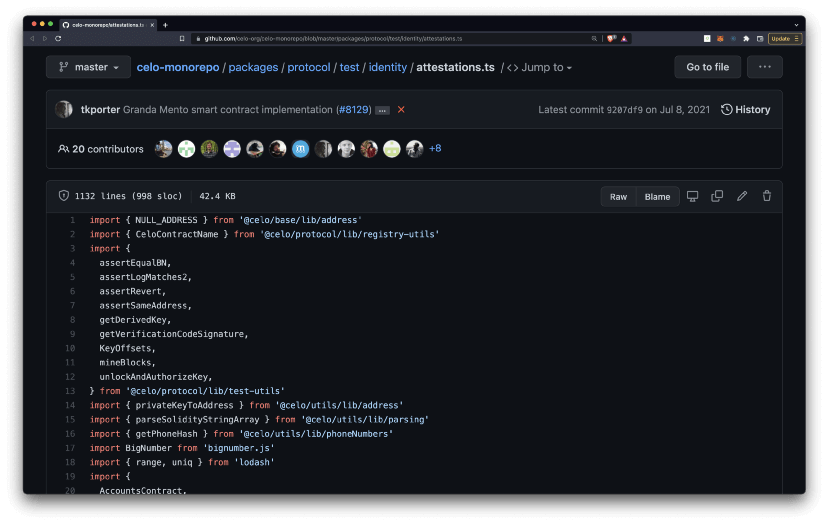 celo-monorepo/attestations.ts
github.com/celo-org/celo-monorepo/blob/master/packages/protocol/test/identity/attestations.ts
Update
master
celo-monorepo / packages / protocol / test / identity / attestations.ts / <> Jump to
Go to file
...
tkporter Granda Mento smart contract implementation (#8129) ... ×
Latest commit 9207df9 on Jul 8, 2021
History
20 contributors
+8
1132 lines (998 sloc) 42.4 KB
Raw
Blame
1 import { NULL_ADDRESS } from '@celo/base/lib/address'
2 import { CeloContractName } from '@celo/protocol/lib/registry-utils'
3 import {
4 assertEqualBN,
5 assertLogMatches2,
6 assertRevert,
7 assertSameAddress,
8 getDerivedKey,
9 getVerificationCodeSignature,
10 KeyOffsets,
11 mineBlocks,
12 unlockAndAuthorizeKey,
13 } from '@celo/protocol/lib/test-utils'
14 import { privateKeyToAddress } from '@celo/utils/lib/address'
15 import { parseSolidityStringArray } from '@celo/utils/lib/parsing'
16 import { getPhoneHash } from '@celo/utils/lib/phoneNumbers'
17 import BigNumber from 'bignumber.js'
18 import { range, uniq } from 'lodash'
19 import {
20 AccountsContract,